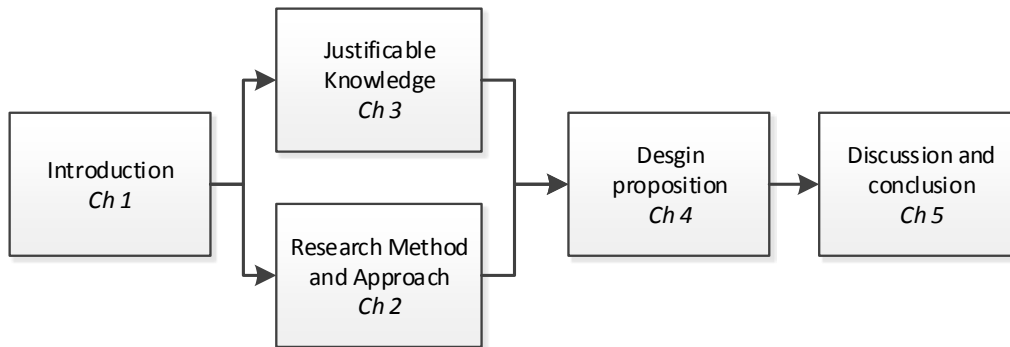 Introduction
Ch 1
Justificable
Knowledge
Ch 3
Research Method
and Approach
Ch 2
Desgin
proposition
Ch 4
Discussion and
conclusion
Ch 5